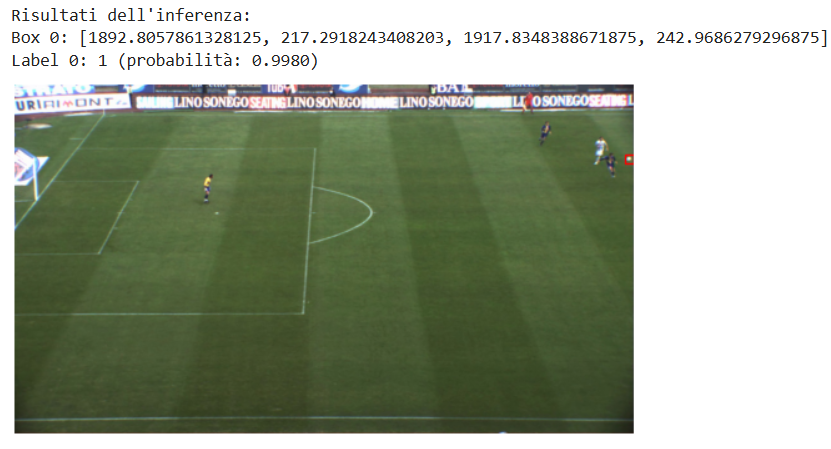 Risultati dell'inferenza:
Box 0: [1892.8057861328125, 217.2918243408203, 1917.8348388671875, 242.9686279296875]
Label 0: 1 (probabilità: 0.9980)
LINO SONEGO SEATING LINO SONEGO LINO SONEGO LINO SONEGO SEATING L